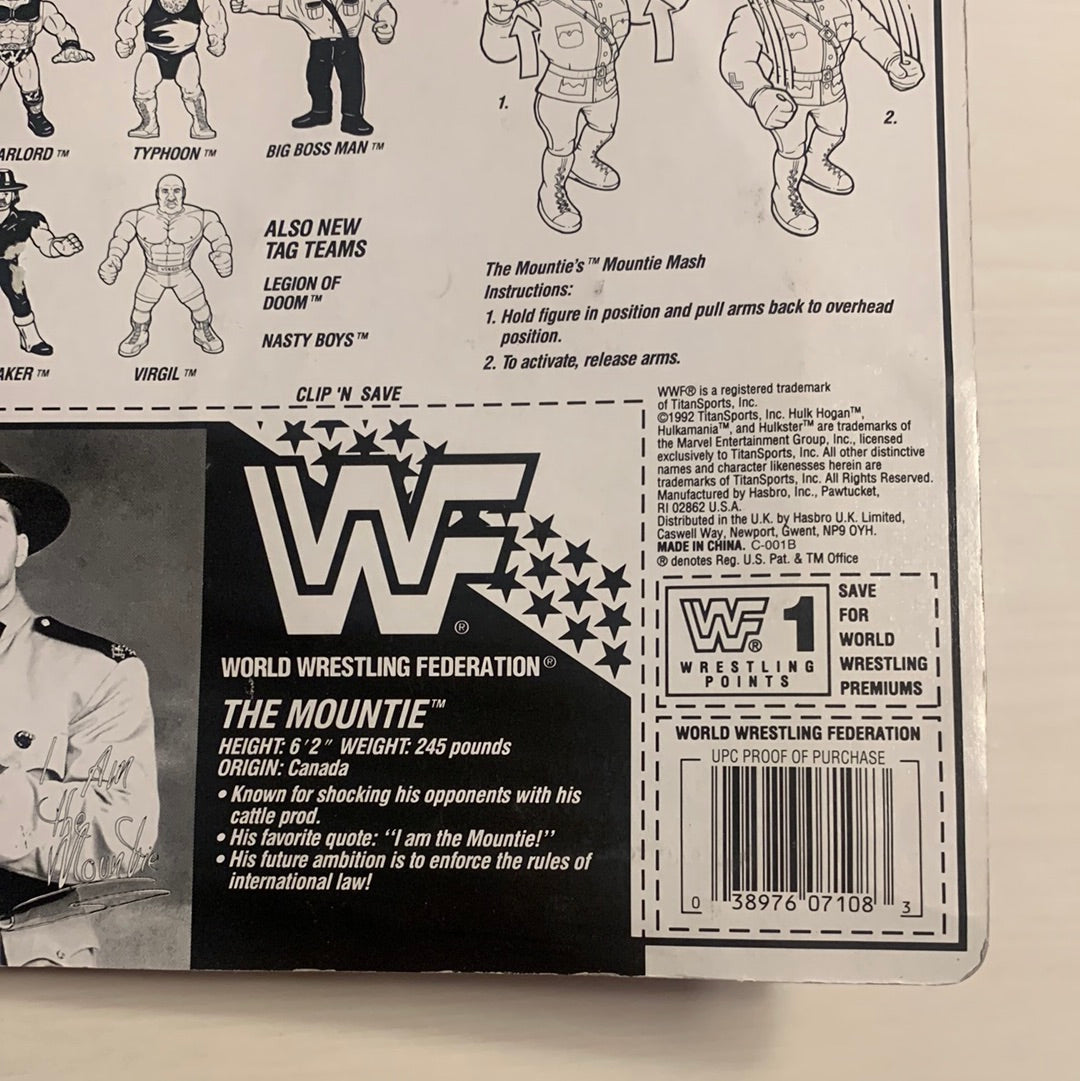 1.
2.
ARLORD™
TYPHOON™
BIG BOSS MAN™
ALSO NEW
TAG TEAMS
LEGION OF
DOOM™
NASTY BOYS™
AKER™
VIRGIL
VIRGIL™
The Mountie's™ Mountie Mash
Instructions:
1. Hold figure in position and pull arms back to overhead
position.
2. To activate, release arms.
CLIP 'N SAVE
WWF® is a registered trademark
of TitanSports, Inc.
©1992 TitanSports, Inc. Hulk Hogan™,
Hulkamania™, and Hulkster™ are trademarks of
the Marvel Entertainment Group, Inc., licensed
exclusively to TitanSports, Inc. All other distinctive
names and character likenesses herein are
trademarks of TitanSports, Inc. All Rights Reserved.
Manufactured by Hasbro, Inc., Pawtucket,
RI 02862 U.S.A.
Distributed in the U.K. by Hasbro U.K. Limited,
Caswell Way, Newport, Gwent, NP9 0YH.
MADE IN CHINA. C-001B
® denotes Reg. U.S. Pat. & TM Office
WF®
WORLD WRESTLING FEDERATION®
THE MOUNTIE™
HEIGHT: 6'2" WEIGHT: 245 pounds
ORIGIN: Canada
• Known for shocking his opponents with his
cattle prod.
• His favorite quote: "I am the Mountie!"
• His future ambition is to enforce the rules of
international law!
I Am
the
Mountie
WF® 1
WRESTLING
POINTS
SAVE
FOR
WORLD
WRESTLING
PREMIUMS
WORLD WRESTLING FEDERATION
UPC PROOF OF PURCHASE
0 38976 07108 3